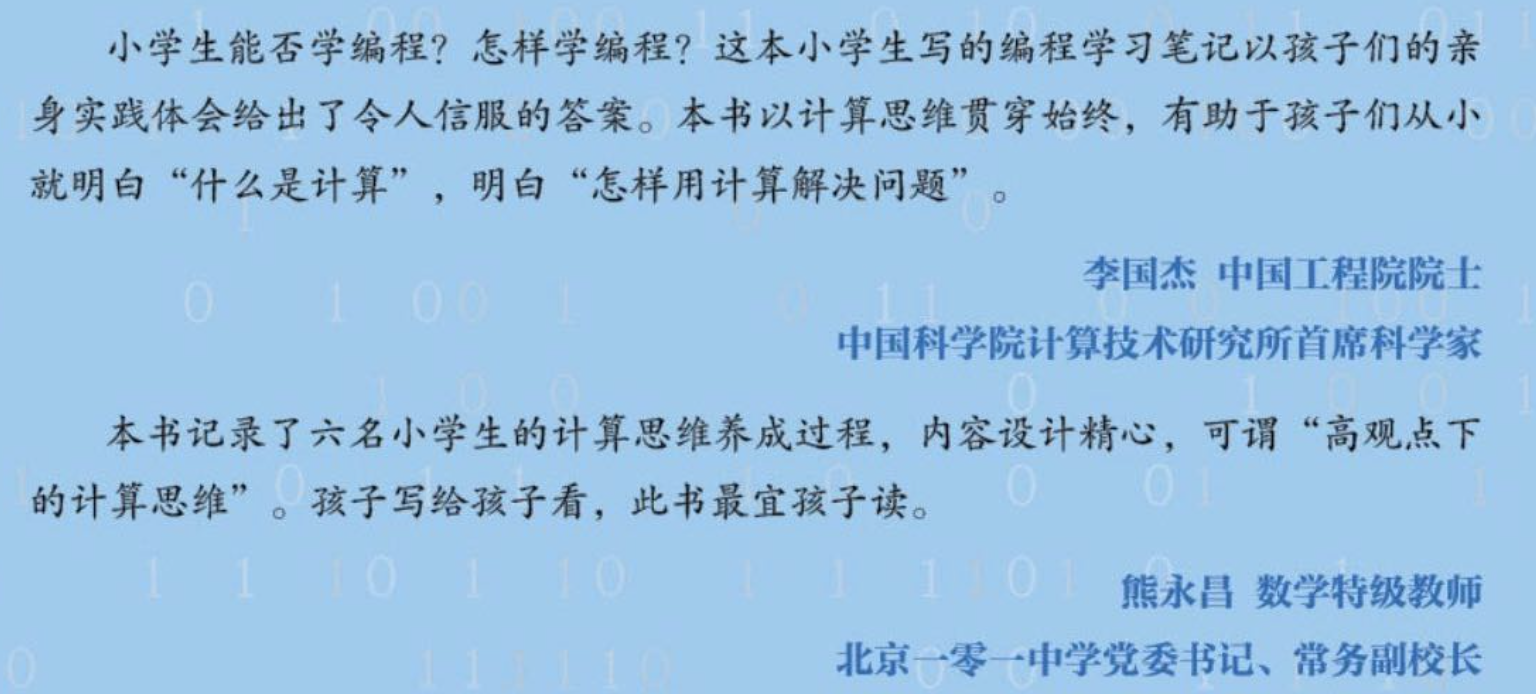 小学生能否学编程？怎样学编程？这本小学生写的编程学习笔记以孩子们的亲
身实践体会给出了令人信服的答案。本书以计算思维贯穿始终，有助于孩子们从小
就明白“什么是计算”，明白“怎样用计算解决问题”。
李国杰 中国工程院院士
中国科学院计算技术研究所首席科学家
本书记录了六名小学生的计算思维养成过程，内容设计精心，可谓“高观点下
的计算思维”。孩子写给孩子看，此书最宜孩子读。
熊永昌 数学特级教师
北京一零一中学党委书记、常务副校长